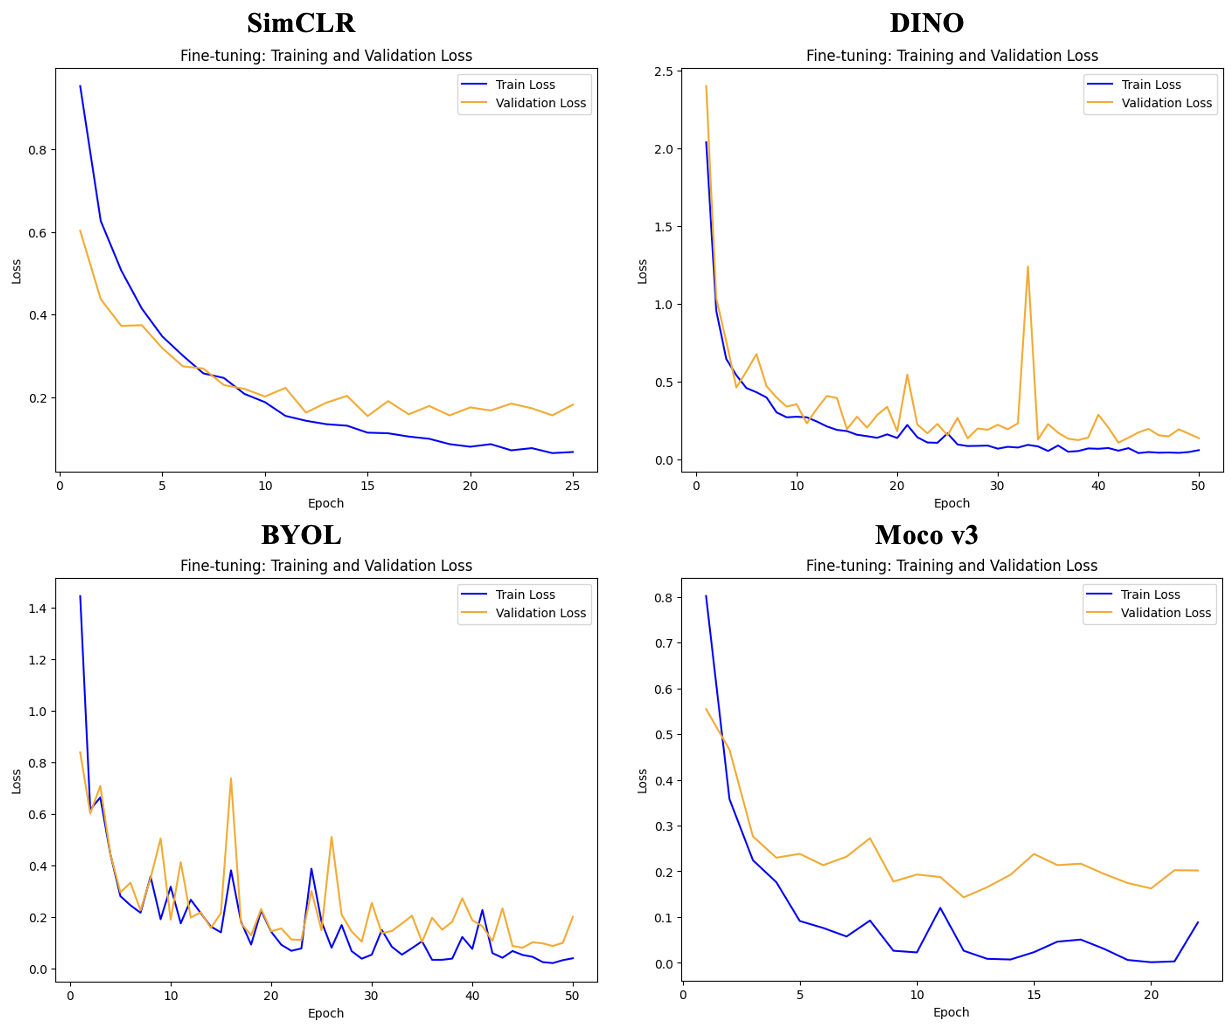 SimCLR
Fine-tuning: Training and Validation Loss
Train Loss
Validation Loss
0.8
0.6
0.4
0.2
Loss
0 5 10 15 20 25
Epoch
DINO
Fine-tuning: Training and Validation Loss
Train Loss
Validation Loss
2.5
2.0
1.5
1.0
0.5
0.0
Loss
0 10 20 30 40 50
Epoch
BYOL
Fine-tuning: Training and Validation Loss
Train Loss
Validation Loss
1.4
1.2
1.0
0.8
0.6
0.4
0.2
0.0
Loss
0 10 20 30 40 50
Epoch
Moco v3
Fine-tuning: Training and Validation Loss
Train Loss
Validation Loss
0.8
0.7
0.6
0.5
0.4
0.3
0.2
0.1
0.0
Loss
0 5 10 15 20
Epoch